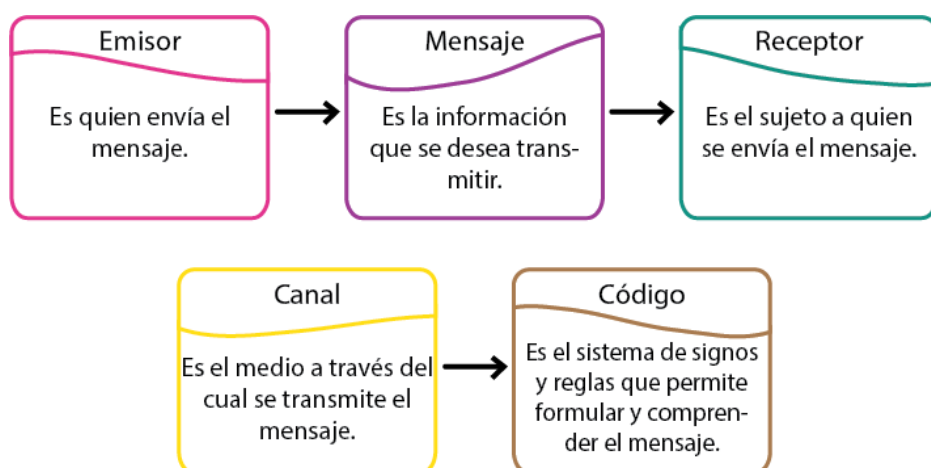 Emisor
Es quien envía el
mensaje.
Mensaje
Es la información
que se desea trans-
mitir.
Receptor
Es el sujeto a quien
se envía el mensaje.
Canal
Es el medio a través del
cual se transmite el
mensaje.
Código
Es el sistema de signos
y reglas que permite
formular y compren-
der el mensaje.